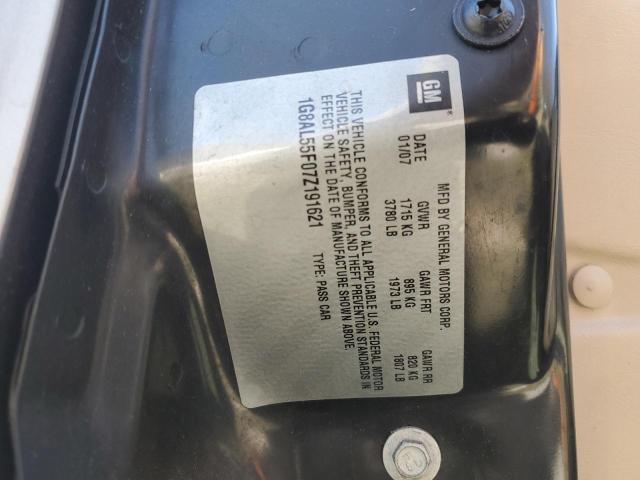 GM
MFD BY GENERAL MOTORS CORP.
DATE GVWR GAWR FRT GAWR RR
01/07 1715 KG 895 KG 820 KG
3780 LB 1973 LB 1807 LB
THIS VEHICLE CONFORMS TO ALL APPLICABLE U.S. FEDERAL MOTOR
VEHICLE SAFETY, BUMPER, AND THEFT PREVENTION STANDARDS IN
EFFECT ON THE DATE OF MANUFACTURE SHOWN ABOVE.
1G8AL55F07Z191621 TYPE: PASS CAR